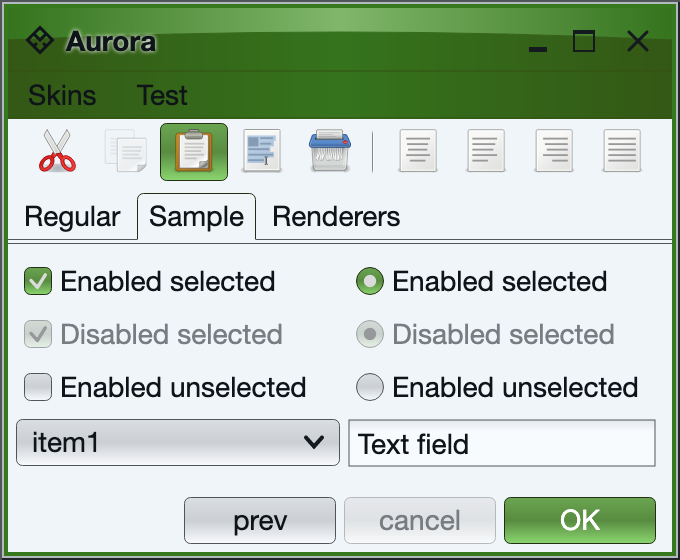 Aurora
Skins Test
Regular Sample Renderers
Enabled selected Enabled selected
Disabled selected Disabled selected
Enabled unselected Enabled unselected
item1 Text field
prev cancel OK